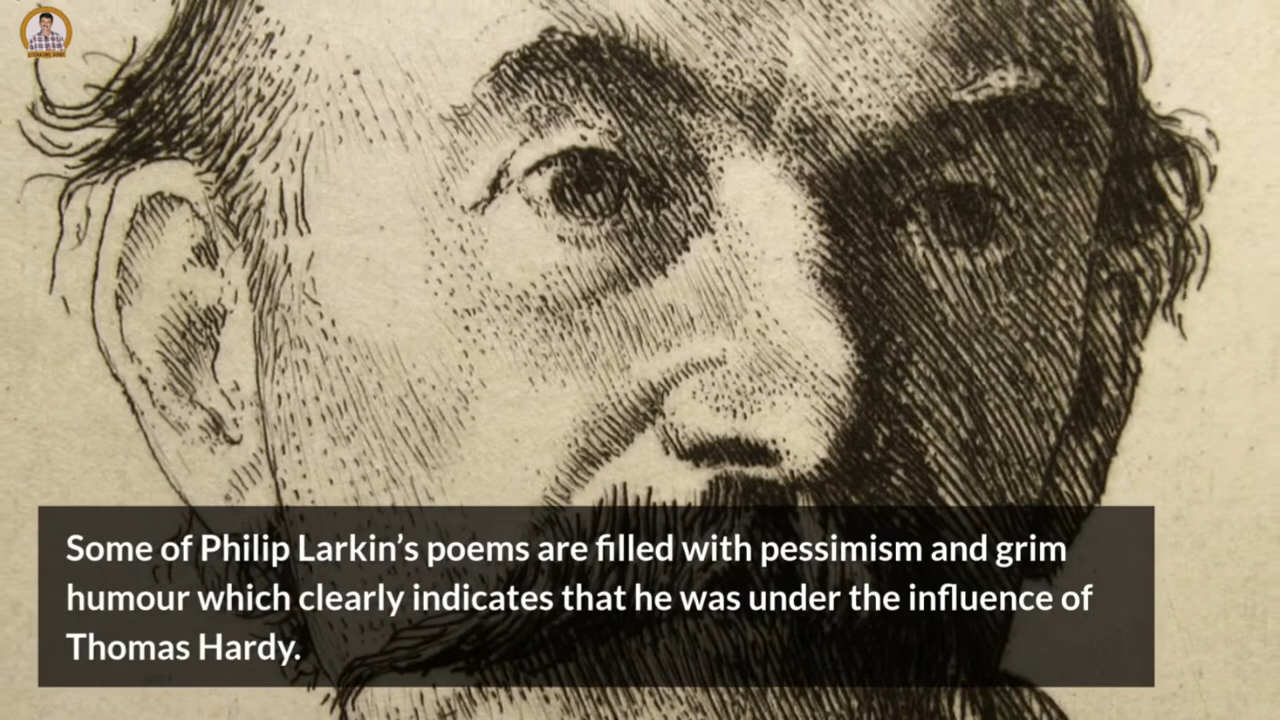 Some of Philip Larkin’s poems are filled with pessimism and grim
humour which clearly indicates that he was under the influence of
Thomas Hardy.